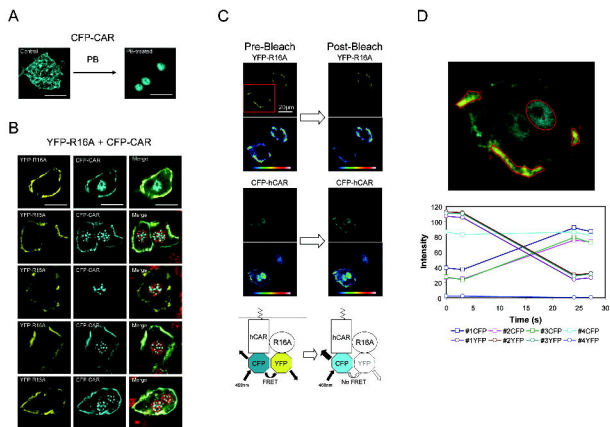 A
CFP-CAR
Control
PB
PB-treated
B
YFP-R16A + CFP-CAR
YFP-R16A CFP-CAR Merge
YFP-R16A CFP-CAR Merge
YFP-R16A CFP-CAR Merge
YFP-R16A CFP-CAR Merge
YFP-R16A CFP-CAR Merge
C
Pre-Bleach Post-Bleach
YFP-R16A YFP-R16A
20μm
CFP-hCAR CFP-hCAR
hCAR R16A hCAR R16A
CFP YFP CFP YFP
458nm FRET 458nm No FRET
D
120
100
80
60
40
20
0
Intensity
0 5 10 15 20 25
Time (s)
#1CFP #2CFP #3CFP #4CFP
#1YFP #2YFP #3YFP #4YFP